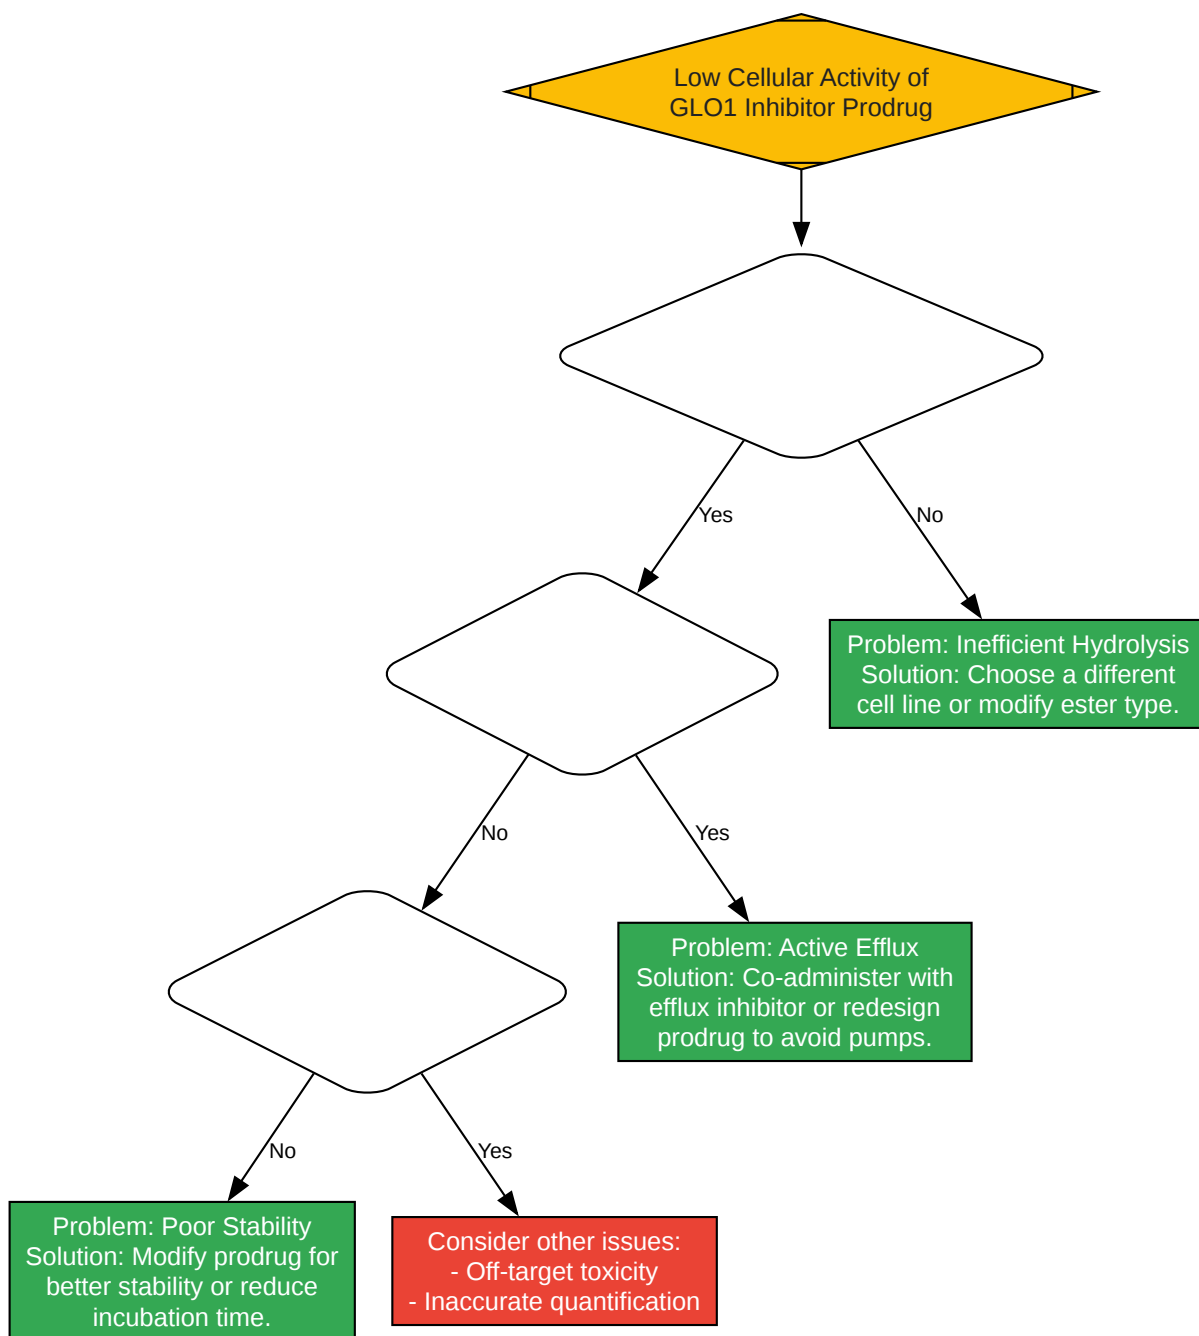 Low Cellular Activity of
GLO1 Inhibitor Prodrug
Yes
No
Problem: Inefficient Hydrolysis
Solution: Choose a different
cell line or modify ester type.
No
Yes
Problem: Active Efflux
Solution: Co-administer with
efflux inhibitor or redesign
prodrug to avoid pumps.
No
Yes
Problem: Poor Stability
Solution: Modify prodrug for
better stability or reduce
incubation time.
Consider other issues:
- Off-target toxicity
- Inaccurate quantification